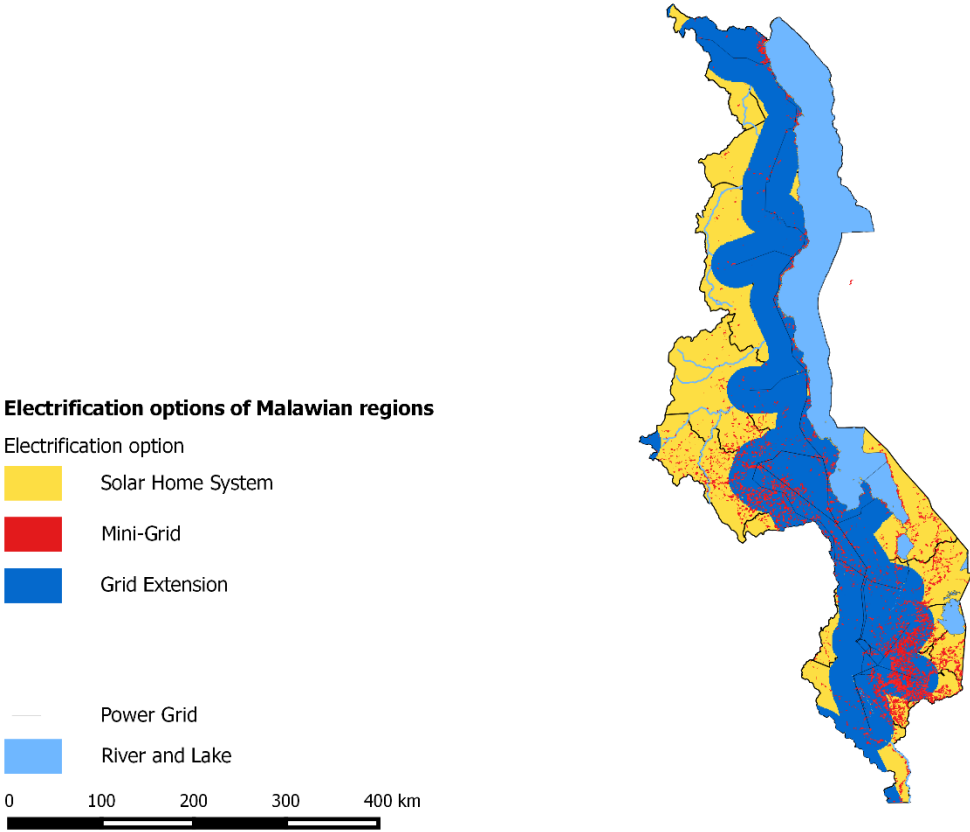 Electrification options of Malawian regions
Electrification option
Solar Home System
Mini-Grid
Grid Extension
Power Grid
River and Lake
0 100 200 300 400 km